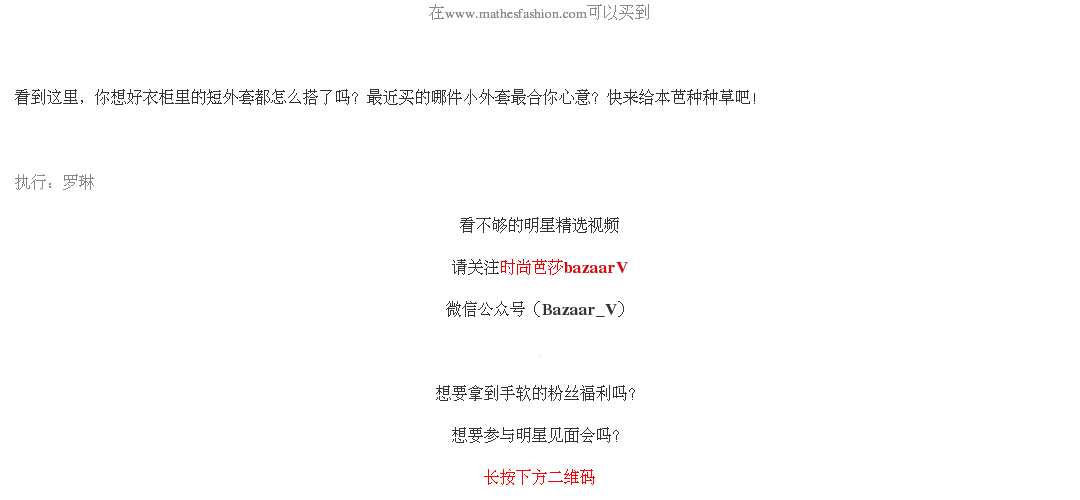 在www.mathesfashion.com可以买到
看到这里，你想好衣柜里的短外套都怎么搭了吗？最近买的哪件小外套最合你心意？快来给本芭种种草吧！
执行：罗琳
看不够的明星精选视频
请关注时尚芭莎bazaarV
微信公众号（Bazaar_V）
想要拿到手软的粉丝福利吗？
想要参与明星见面会吗？
长按下方二维码